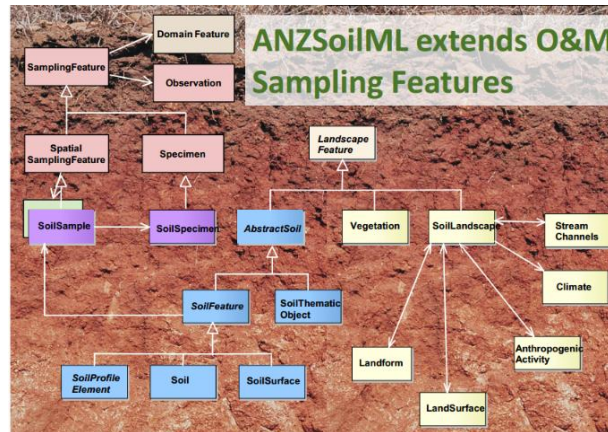 ANZSoilML extends O&M
Sampling Features
Domain Feature
SamplingFeature
Observation
Spatial
SamplingFeature
Specimen
Landscape
Feature
SoilSample
SoilSpecimen
AbstractSoil
Vegetation
SoilLandscape
Stream
Channels
Climate
SoilFeature
SoilThematic
Object
Anthropogenic
Activity
Landform
SoilProfile
Element
Soil
SoilSurface
LandSurface